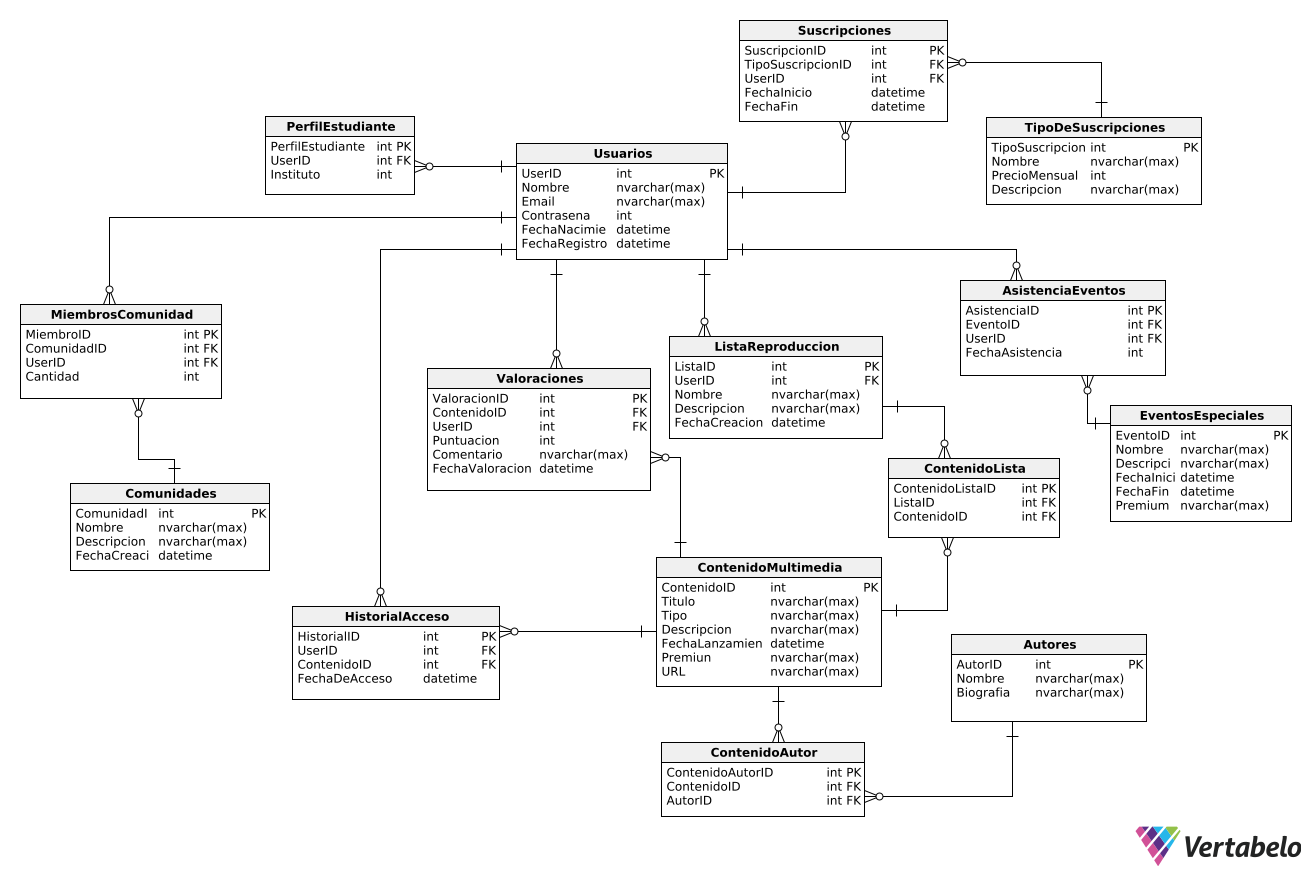 Suscripciones
SuscripcionID int PK
TipoSuscripcionID int FK
UserID int FK
FechaInicio datetime
FechaFin datetime
PerfilEstudiante
PerfilEstudiante int PK
UserID int FK
Instituto int
TipoDeSuscripciones
TipoSuscripcion int PK
Nombre nvarchar(max)
PrecioMensual int
Descripcion nvarchar(max)
Usuarios
UserID int PK
Nombre nvarchar(max)
Email nvarchar(max)
Contrasena int
FechaNacimie datetime
FechaRegistro datetime
MiembrosComunidad
MiembroID int PK
ComunidadID int FK
UserID int FK
Cantidad int
AsistenciaEventos
AsistenciaID int PK
EventoID int FK
UserID int FK
FechaAsistencia int
ListaReproduccion
ListaID int PK
UserID int FK
Nombre nvarchar(max)
Descripcion nvarchar(max)
FechaCreacion datetime
Valoraciones
ValoracionID int PK
ContenidoID int FK
UserID int FK
Puntuacion int
Comentario nvarchar(max)
FechaValoracion datetime
EventosEspeciales
EventoID int PK
Nombre nvarchar(max)
Descripci nvarchar(max)
FechaInici datetime
FechaFin datetime
Premium nvarchar(max)
ContenidoLista
ContenidoListaID int PK
ListaID int FK
ContenidoID int FK
Comunidades
ComunidadI int PK
Nombre nvarchar(max)
Descripcion nvarchar(max)
FechaCreaci datetime
ContenidoMultimedia
ContenidoID int PK
Titulo nvarchar(max)
Tipo nvarchar(max)
Descripcion nvarchar(max)
FechaLanzamien datetime
Premiun nvarchar(max)
URL nvarchar(max)
HistorialAcceso
HistorialID int PK
UserID int FK
ContenidoID int FK
FechaDeAcceso datetime
Autores
AutorID int PK
Nombre nvarchar(max)
Biografia nvarchar(max)
ContenidoAutor
ContenidoAutorID int PK
ContenidoID int FK
AutorID int FK
Vertabelo